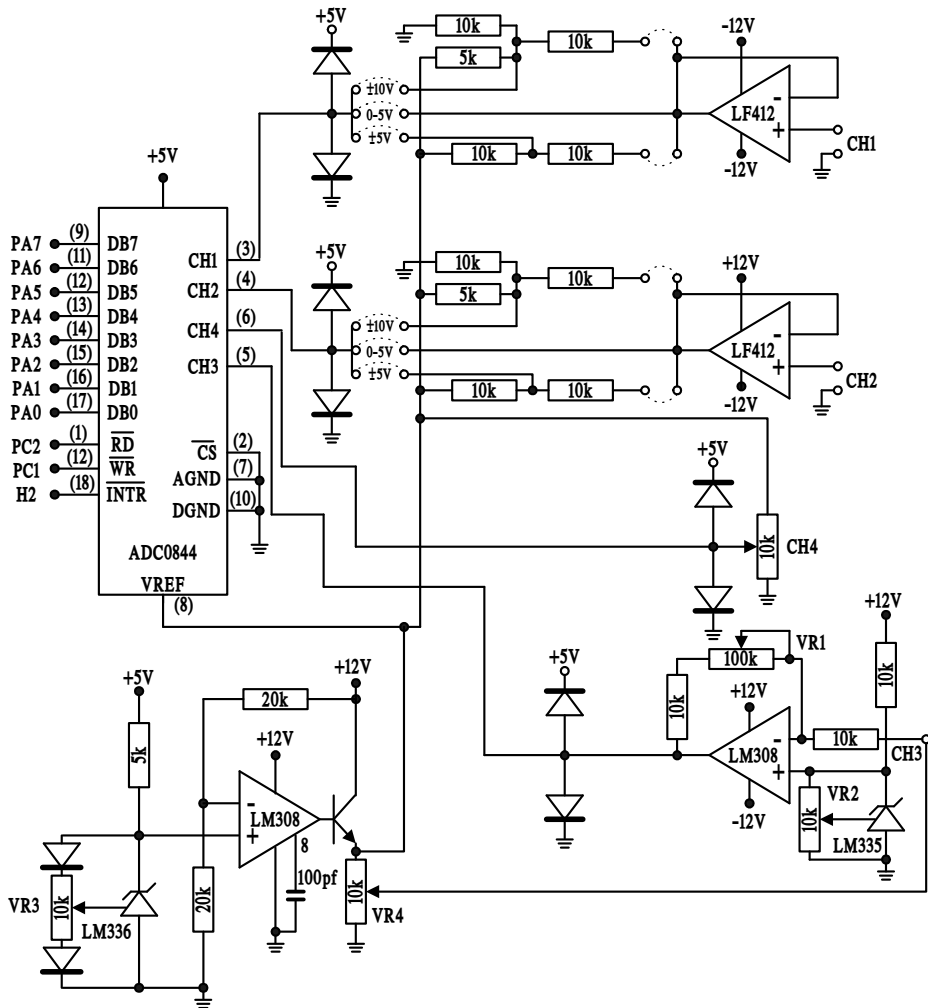 +5V
10k
10k
5k
±10V
0-5V
±5V
10k
10k
-12V
LF412
-
+
-12V
CH1
+5V
PA7 (9) DB7
PA6 (11) DB6
PA5 (12) DB5
PA4 (13) DB4
PA3 (14) DB3
PA2 (15) DB2
PA1 (16) DB1
PA0 (17) DB0
PC2 (1) RD
PC1 (12) WR
H2 (18) INTR
CH1 (3)
CH2 (4)
CH4 (6)
CH3 (5)
CS (2)
AGND (7)
DGND (10)
ADC0844
VREF
(8)
+5V
10k
10k
5k
±10V
0-5V
±5V
10k
10k
+12V
LF412
-
+
-12V
CH2
+5V
10k
CH4
+12V
10k
VR1
100k
10k
+5V
+12V
LM308
-
+
-12V
10k
CH3
VR2
10k
LM335
+5V
5k
20k
+12V
+12V
LM308
-
+
8
100pf
20k
10k
VR4
VR3
10k
LM336